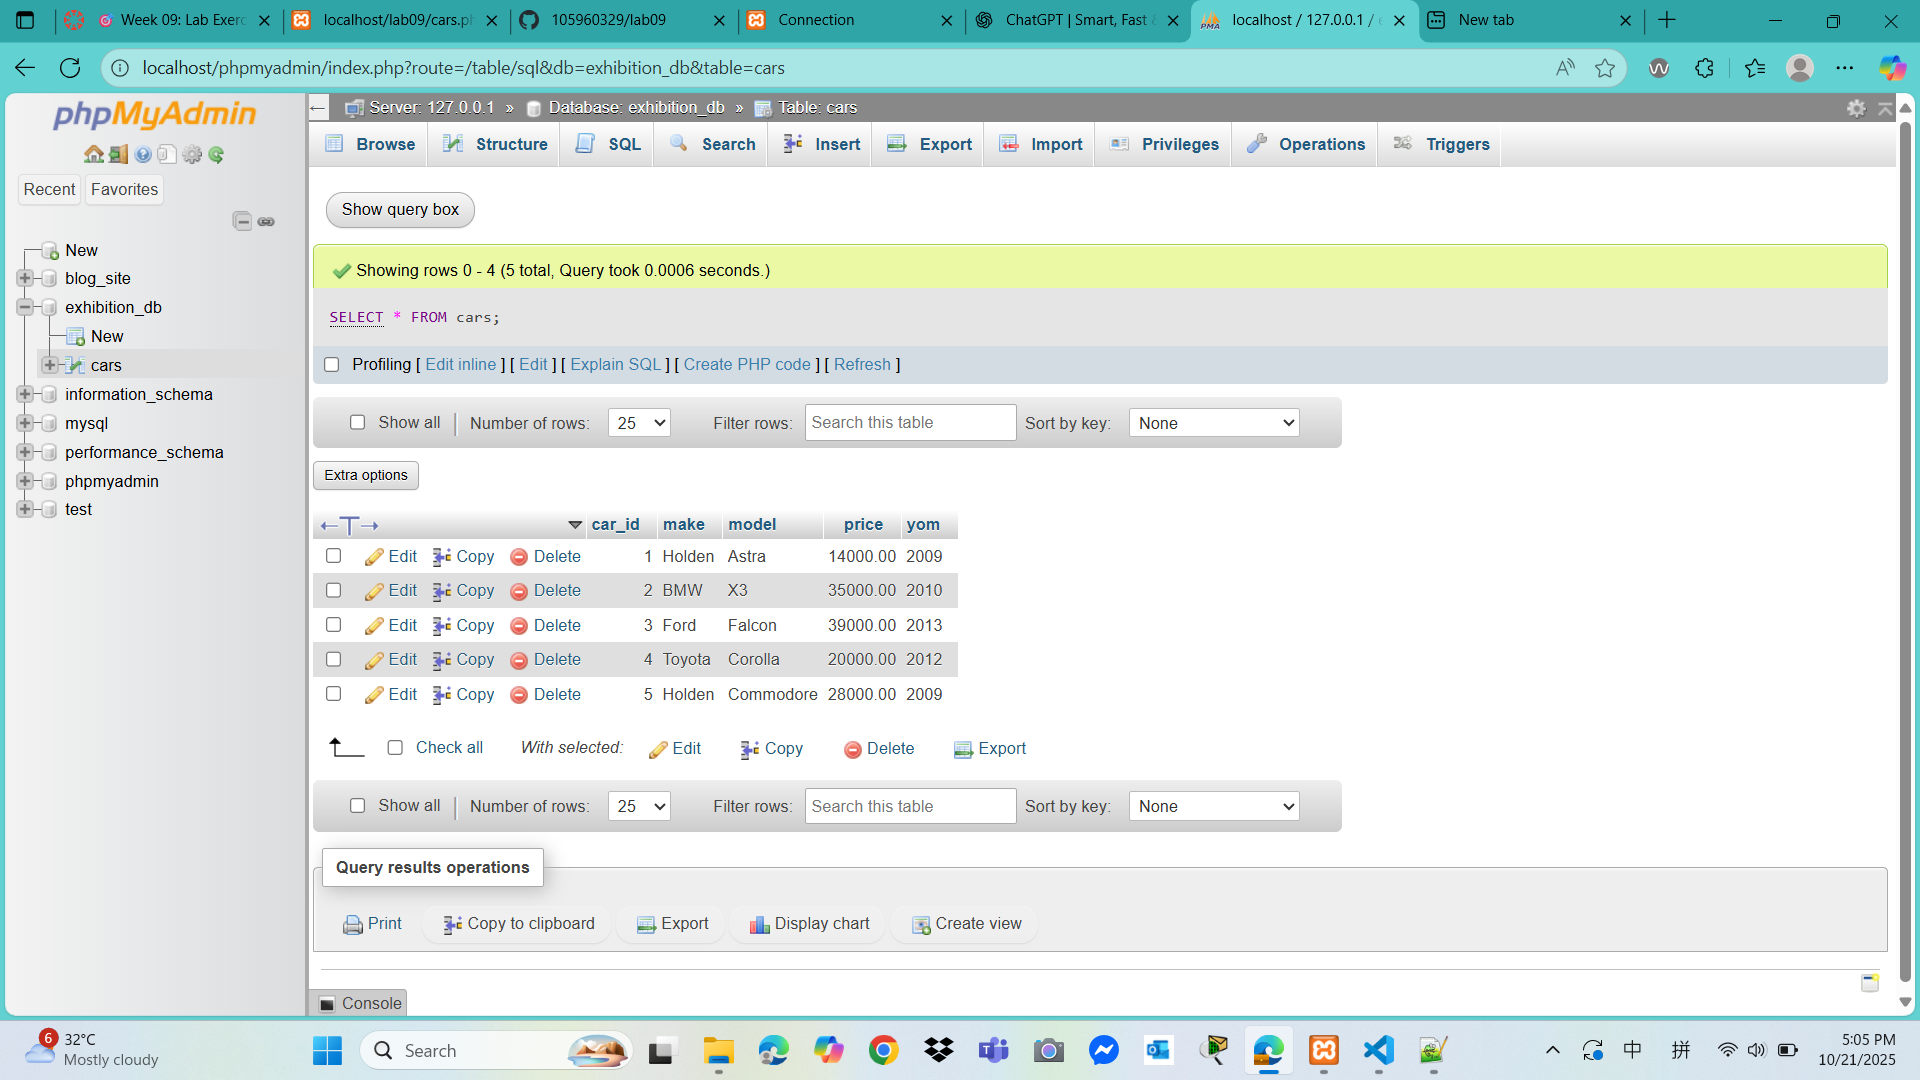 Week 09: Lab Exerc
localhost/lab09/cars.ph
105960329/lab09
Connection
ChatGPT | Smart, Fast &
localhost / 127.0.0.1 / e
New tab
localhost/phpmyadmin/index.php?route=/table/sql&db=exhibition_db&table=cars
phpMyAdmin
Recent
Favorites
New
blog_site
exhibition_db
New
cars
information_schema
mysql
performance_schema
phpmyadmin
test
Server: 127.0.0.1 » Database: exhibition_db » Table: cars
Browse Structure SQL Search Insert Export Import Privileges Operations Triggers
Show query box
Showing rows 0 - 4 (5 total, Query took 0.0006 seconds.)
SELECT * FROM cars;
Profiling [ Edit inline ] [ Edit ] [ Explain SQL ] [ Create PHP code ] [ Refresh ]
Show all | Number of rows: 25 Filter rows: Search this table Sort by key: None
Extra options
←T→ car_id make model price yom
Edit Copy Delete 1 Holden Astra 14000.00 2009
Edit Copy Delete 2 BMW X3 35000.00 2010
Edit Copy Delete 3 Ford Falcon 39000.00 2013
Edit Copy Delete 4 Toyota Corolla 20000.00 2012
Edit Copy Delete 5 Holden Commodore 28000.00 2009
Check all With selected: Edit Copy Delete Export
Show all | Number of rows: 25 Filter rows: Search this table Sort by key: None
Query results operations
Print Copy to clipboard Export Display chart Create view
Console
6
32°C
Mostly cloudy
Search
中
拼
5:05 PM
10/21/2025